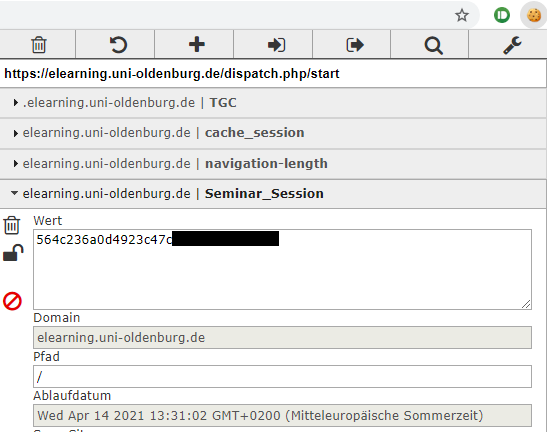 https://elearning.uni-oldenburg.de/dispatch.php/start
.elearning.uni-oldenburg.de | TGC
elearning.uni-oldenburg.de | cache_session
elearning.uni-oldenburg.de | navigation-length
elearning.uni-oldenburg.de | Seminar_Session
Wert
564c236a0d4923c47c
Domain
elearning.uni-oldenburg.de
Pfad
/
Ablaufdatum
Wed Apr 14 2021 13:31:02 GMT+0200 (Mitteleuropäische Sommerzeit)